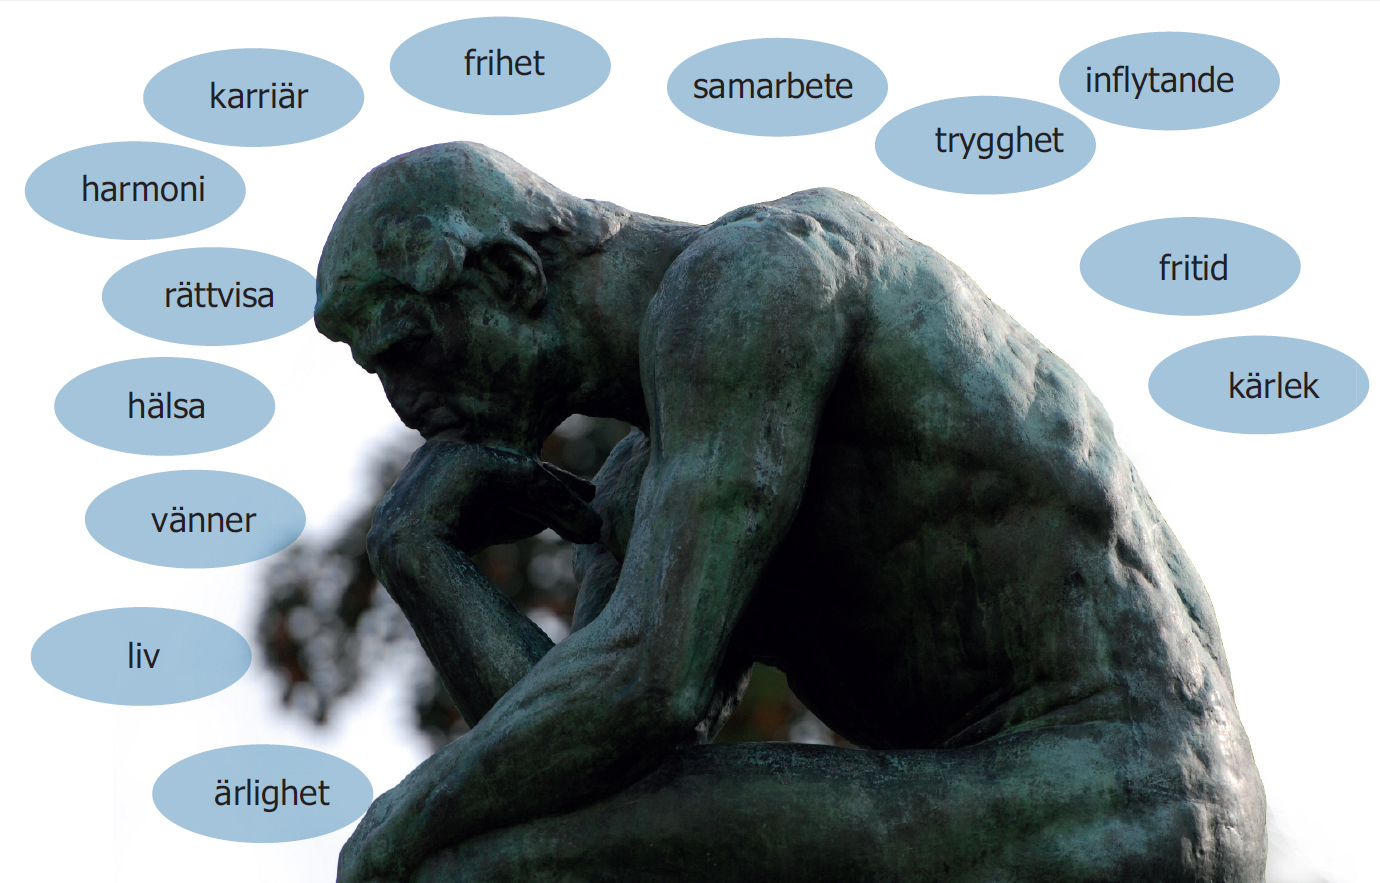 frihet
karriär
samarbete
inflytande
trygghet
harmoni
fritid
rättvisa
kärlek
hälsa
vänner
liv
ärlighet